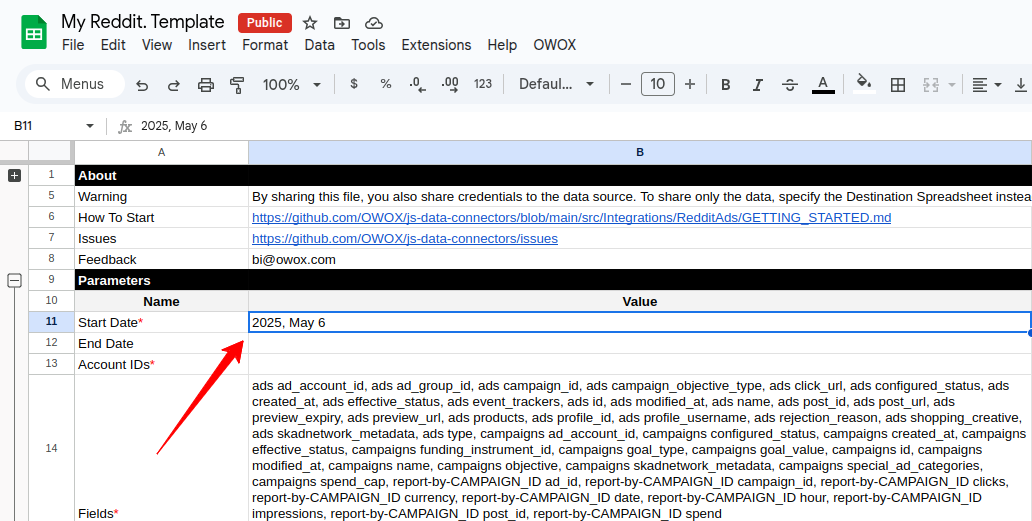 My Reddit. Template Public
File Edit View Insert Format Data Tools Extensions Help OWOX
Menus 100% $ % .0 .00 123 Defaul... 10 B I A
B11 fx 2025, May 6
A B
1 About
5 Warning By sharing this file, you also share credentials to the data source. To share only the data, specify the Destination Spreadsheet instea
6 How To Start https://github.com/OWOX/js-data-connectors/blob/main/src/Integrations/RedditAds/GETTING_STARTED.md
7 Issues https://github.com/OWOX/js-data-connectors/issues
8 Feedback bi@owox.com
9 Parameters
10 Name Value
11 Start Date* 2025, May 6
12 End Date
13 Account IDs*
ads ad_account_id, ads ad_group_id, ads campaign_id, ads campaign_objective_type, ads click_url, ads configured_status, ads
created_at, ads effective_status, ads event_trackers, ads id, ads modified_at, ads name, ads post_id, ads post_url, ads
preview_expiry, ads preview_url, ads products, ads profile_id, ads profile_username, ads rejection_reason, ads shopping_creative,
ads skadnetwork_metadata, ads type, campaigns ad_account_id, campaigns configured_status, campaigns created_at, campaigns
14 effective_status, campaigns funding_instrument_id, campaigns goal_type, campaigns goal_value, campaigns id, campaigns
modified_at, campaigns name, campaigns objective, campaigns skadnetwork_metadata, campaigns special_ad_categories,
campaigns spend_cap, report-by-CAMPAIGN_ID ad_id, report-by-CAMPAIGN_ID campaign_id, report-by-CAMPAIGN_ID clicks,
report-by-CAMPAIGN_ID currency, report-by-CAMPAIGN_ID date, report-by-CAMPAIGN_ID hour, report-by-CAMPAIGN_ID
Fields* impressions, report-by-CAMPAIGN_ID post_id, report-by-CAMPAIGN_ID spend